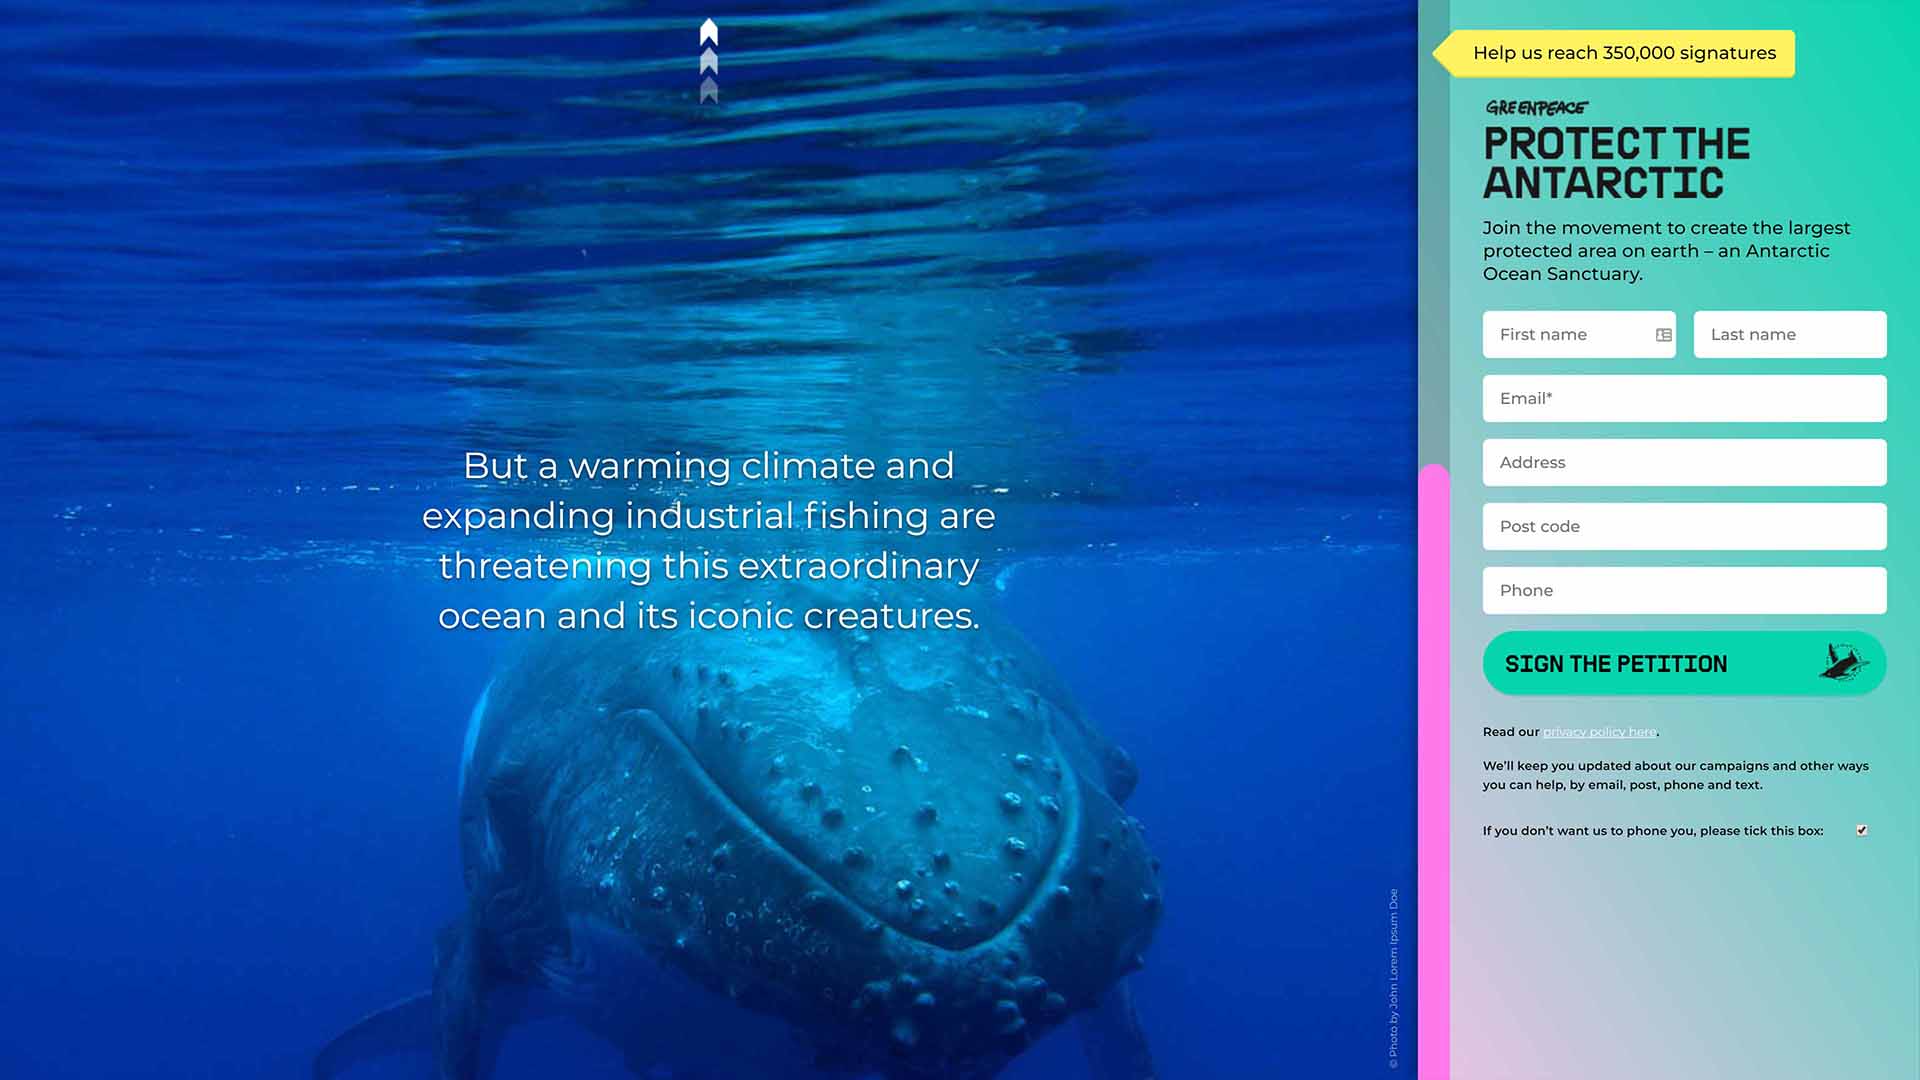 But a warming climate and
expanding industrial fishing are
threatening this extraordinary
ocean and its iconic creatures.
© Photo by John Lorem Ipsum Doe
Help us reach 350,000 signatures
GREENPEACE
PROTECT THE
ANTARCTIC
Join the movement to create the largest
protected area on earth – an Antarctic
Ocean Sanctuary.
First name
Last name
Email*
Address
Post code
Phone
SIGN THE PETITION
Read our privacy policy here.
We’ll keep you updated about our campaigns and other ways
you can help, by email, post, phone and text.
If you don’t want us to phone you, please tick this box: